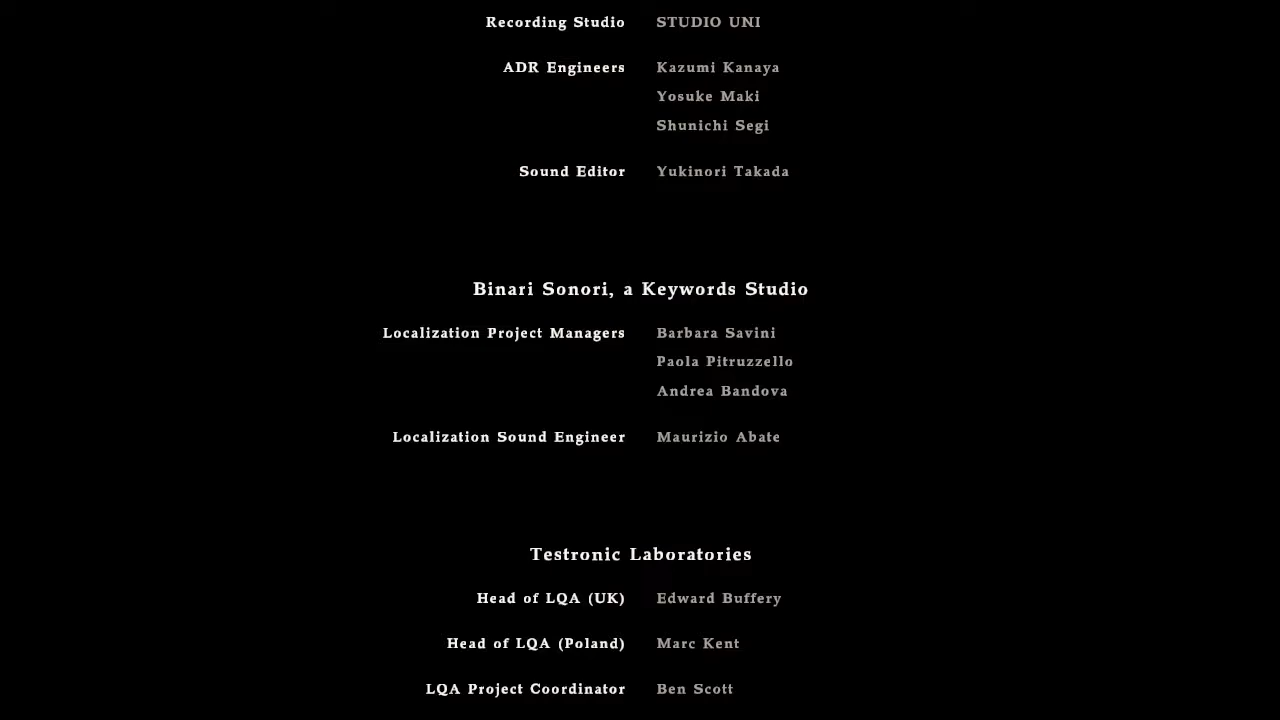 Recording Studio STUDIO UNI
ADR Engineers Kazumi Kanaya
Yosuke Maki
Shunichi Segi
Sound Editor Yukinori Takada
Binari Sonori, a Keywords Studio
Localization Project Managers Barbara Savini
Paola Pitruzzello
Andrea Bandova
Localization Sound Engineer Maurizio Abate
Testronic Laboratories
Head of LQA (UK) Edward Buffery
Head of LQA (Poland) Marc Kent
LQA Project Coordinator Ben Scott